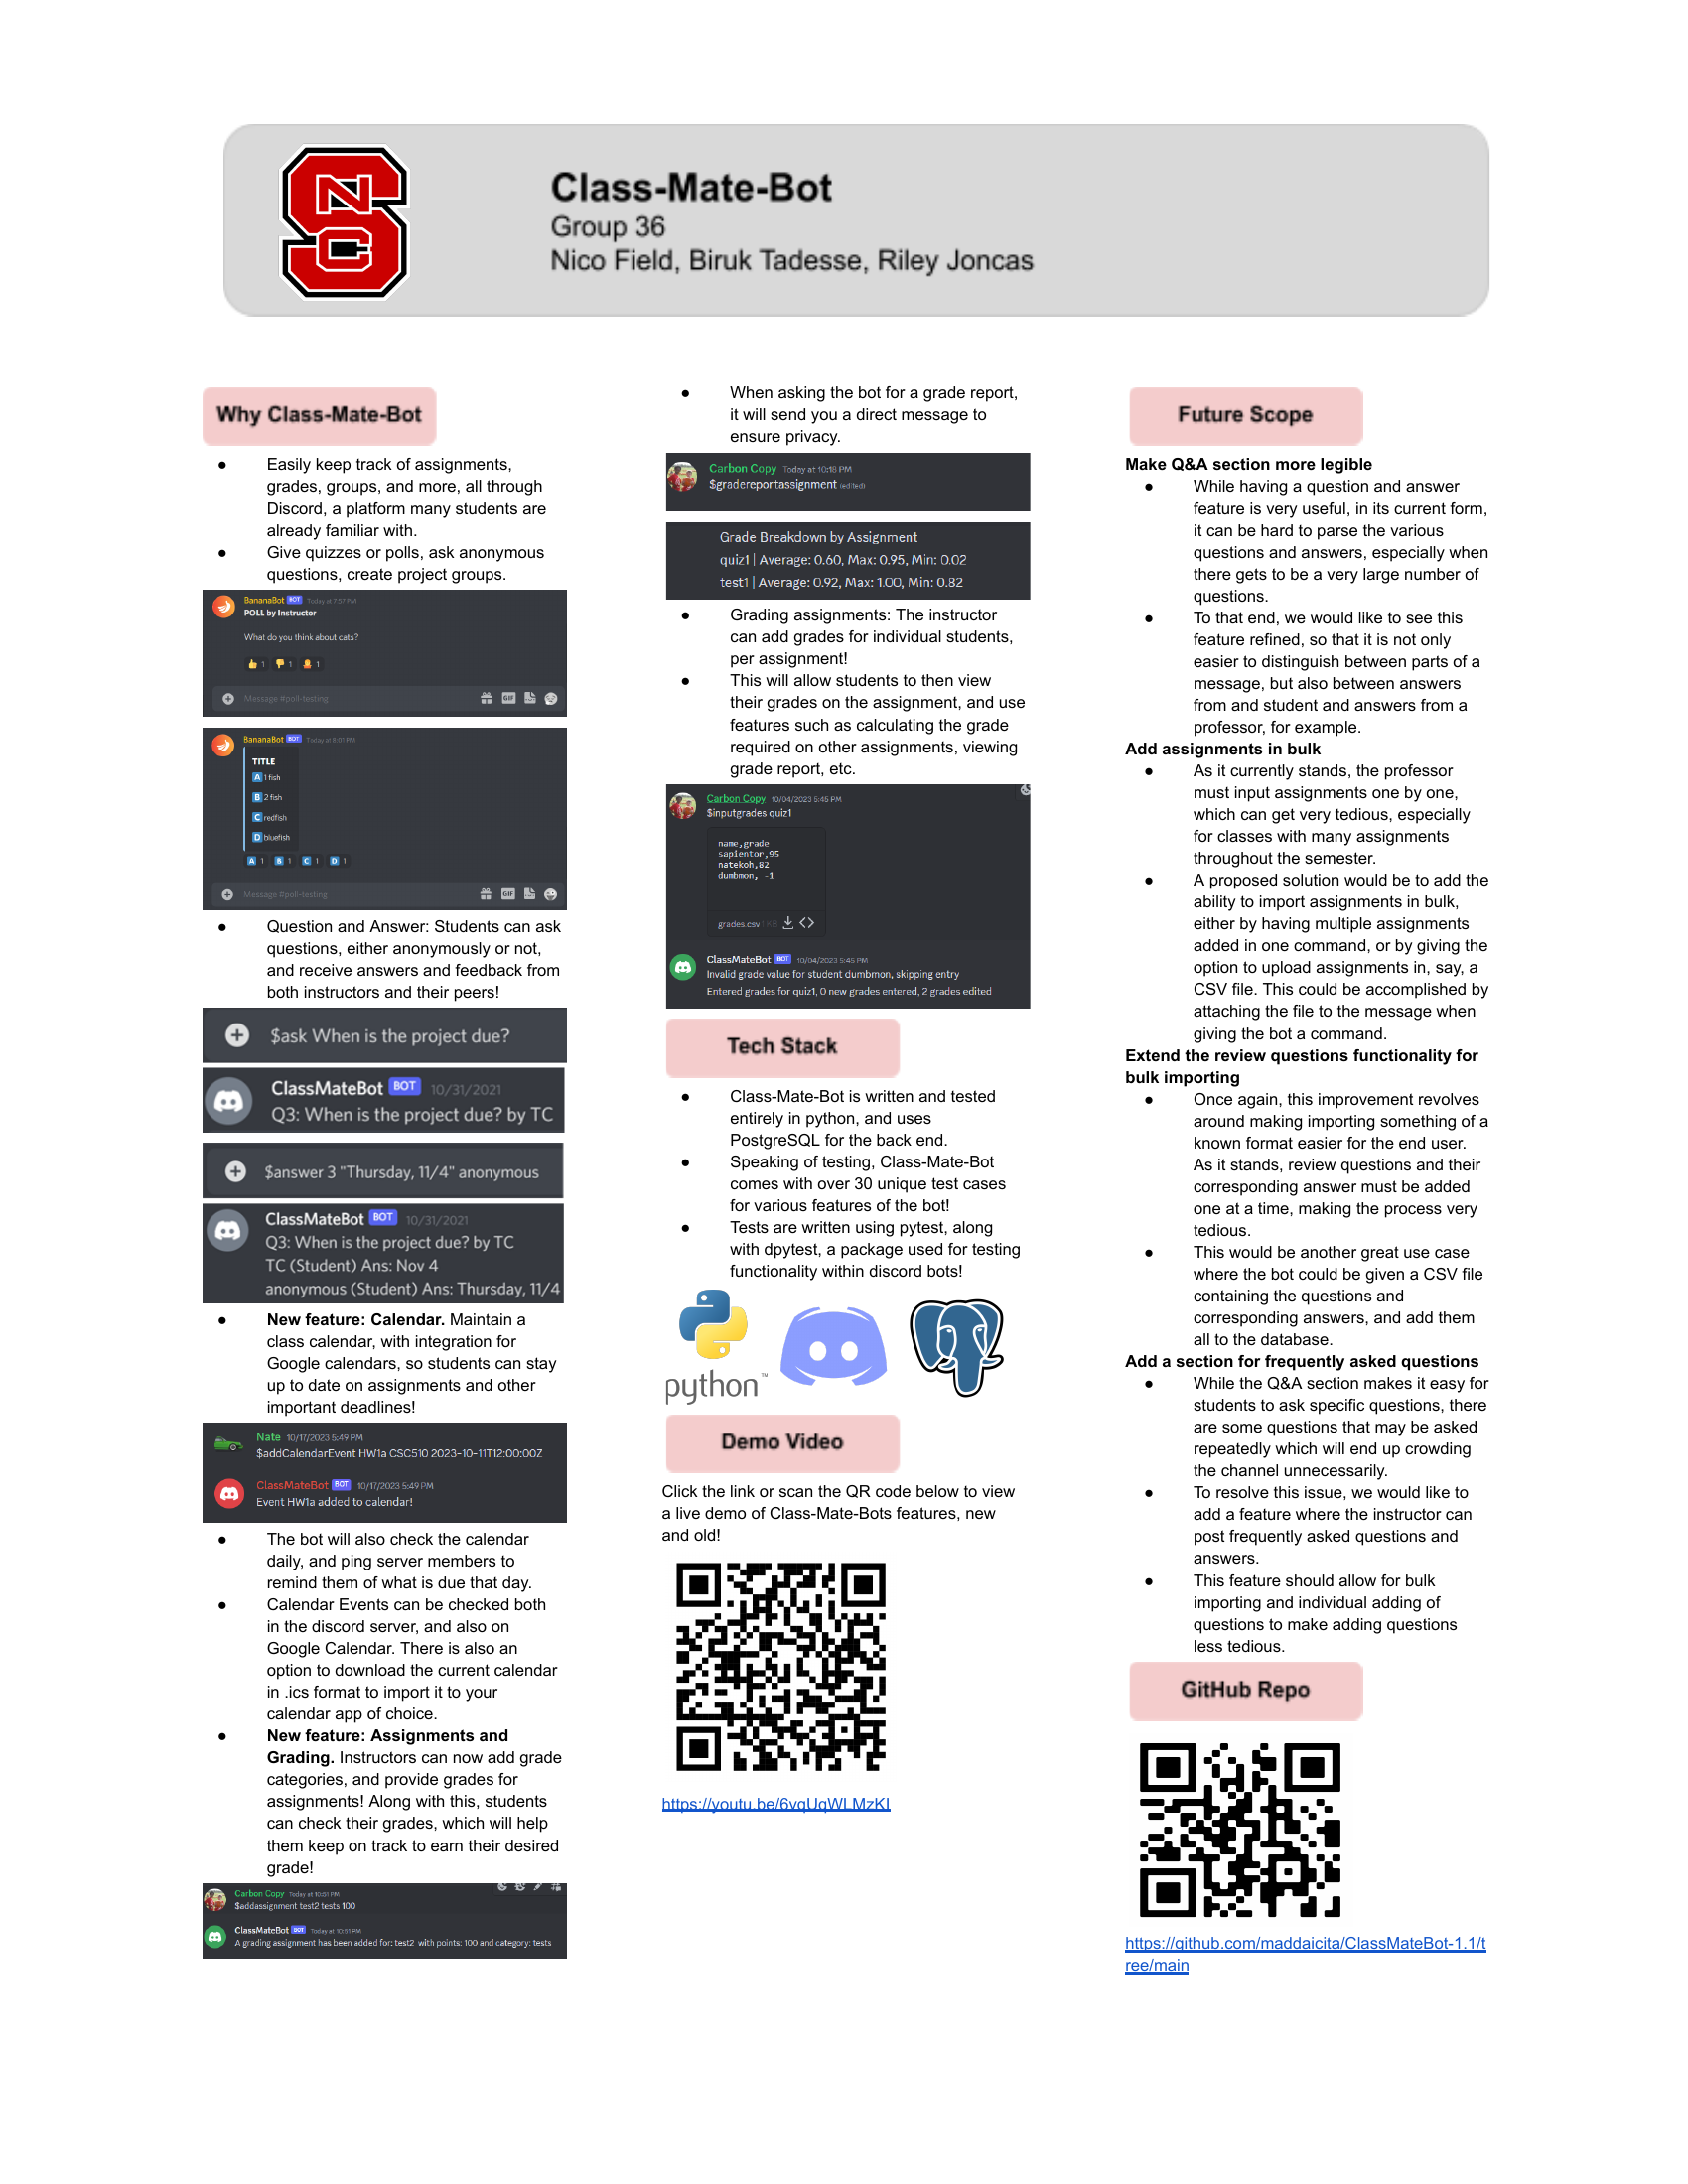 Class-Mate-Bot
Group 36
Nico Field, Biruk Tadesse, Riley Joncas
Why Class-Mate-Bot
● Easily keep track of assignments,
grades, groups, and more, all through
Discord, a platform many students are
already familiar with.
● Give quizzes or polls, ask anonymous
questions, create project groups.
BananaBot BOT Today at 7:57 PM
POLL by Instructor
What do you think about cats?
1 1 1
Message #poll-testing
GIF
BananaBot BOT Today at 8:01 PM
TITLE
A 1 fish
B 2 fish
C redfish
D bluefish
A 1 B 1 C 1 D 1
Message #poll-testing
GIF
● Question and Answer: Students can ask
questions, either anonymously or not,
and receive answers and feedback from
both instructors and their peers!
$ask When is the project due?
ClassMateBot BOT 10/31/2021
Q3: When is the project due? by TC
$answer 3 "Thursday, 11/4" anonymous
ClassMateBot BOT 10/31/2021
Q3: When is the project due? by TC
TC (Student) Ans: Nov 4
anonymous (Student) Ans: Thursday, 11/4
● New feature: Calendar. Maintain a
class calendar, with integration for
Google calendars, so students can stay
up to date on assignments and other
important deadlines!
Nate 10/17/2023 5:49 PM
$addCalendarEvent HW1a CSC510 2023-10-11T12:00:00Z
ClassMateBot BOT 10/17/2023 5:49 PM
Event HW1a added to calendar!
● The bot will also check the calendar
daily, and ping server members to
remind them of what is due that day.
● Calendar Events can be checked both
in the discord server, and also on
Google Calendar. There is also an
option to download the current calendar
in .ics format to import it to your
calendar app of choice.
● New feature: Assignments and
Grading. Instructors can now add grade
categories, and provide grades for
assignments! Along with this, students
can check their grades, which will help
them keep on track to earn their desired
grade!
Carbon Copy Today at 10:51 PM
$addassignment test2 tests 100
ClassMateBot BOT Today at 10:51 PM
A grading assignment has been added for: test2 with points: 100 and category: tests
● When asking the bot for a grade report,
it will send you a direct message to
ensure privacy.
Carbon Copy Today at 10:18 PM
$gradereportassignment (edited)
Grade Breakdown by Assignment
quiz1 | Average: 0.60, Max: 0.95, Min: 0.02
test1 | Average: 0.92, Max: 1.00, Min: 0.82
● Grading assignments: The instructor
can add grades for individual students,
per assignment!
● This will allow students to then view
their grades on the assignment, and use
features such as calculating the grade
required on other assignments, viewing
grade report, etc.
Carbon Copy 10/04/2023 5:45 PM
$inputgrades quiz1
name,grade
sapientor,95
natekoh,82
dumbmon, -1
grades.csv 1 KB
ClassMateBot BOT 10/04/2023 5:45 PM
Invalid grade value for student dumbmon, skipping entry
Entered grades for quiz1, 0 new grades entered, 2 grades edited
Tech Stack
● Class-Mate-Bot is written and tested
entirely in python, and uses
PostgreSQL for the back end.
● Speaking of testing, Class-Mate-Bot
comes with over 30 unique test cases
for various features of the bot!
● Tests are written using pytest, along
with dpytest, a package used for testing
functionality within discord bots!
python™
Demo Video
Click the link or scan the QR code below to view
a live demo of Class-Mate-Bots features, new
and old!
https://youtu.be/6vqUqWLMzKI
Future Scope
Make Q&A section more legible
● While having a question and answer
feature is very useful, in its current form,
it can be hard to parse the various
questions and answers, especially when
there gets to be a very large number of
questions.
● To that end, we would like to see this
feature refined, so that it is not only
easier to distinguish between parts of a
message, but also between answers
from and student and answers from a
professor, for example.
Add assignments in bulk
● As it currently stands, the professor
must input assignments one by one,
which can get very tedious, especially
for classes with many assignments
throughout the semester.
● A proposed solution would be to add the
ability to import assignments in bulk,
either by having multiple assignments
added in one command, or by giving the
option to upload assignments in, say, a
CSV file. This could be accomplished by
attaching the file to the message when
giving the bot a command.
Extend the review questions functionality for
bulk importing
● Once again, this improvement revolves
around making importing something of a
known format easier for the end user.
As it stands, review questions and their
corresponding answer must be added
one at a time, making the process very
tedious.
● This would be another great use case
where the bot could be given a CSV file
containing the questions and
corresponding answers, and add them
all to the database.
Add a section for frequently asked questions
● While the Q&A section makes it easy for
students to ask specific questions, there
are some questions that may be asked
repeatedly which will end up crowding
the channel unnecessarily.
● To resolve this issue, we would like to
add a feature where the instructor can
post frequently asked questions and
answers.
● This feature should allow for bulk
importing and individual adding of
questions to make adding questions
less tedious.
GitHub Repo
https://github.com/maddaicita/ClassMateBot-1.1/t
ree/main